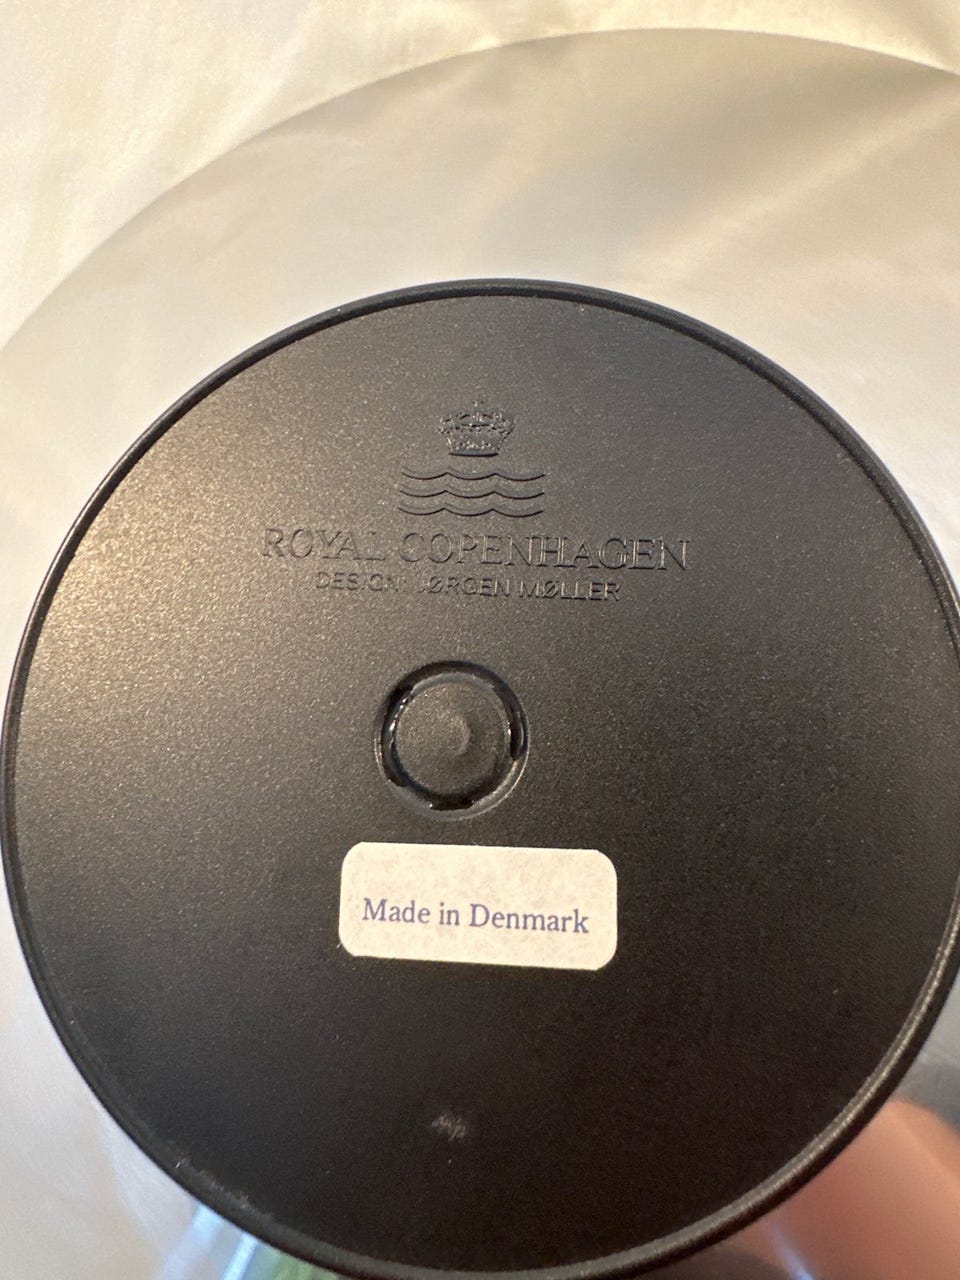 ROYAL COPENHAGEN
DESIGN: JØRGEN MØLLER
Made in Denmark